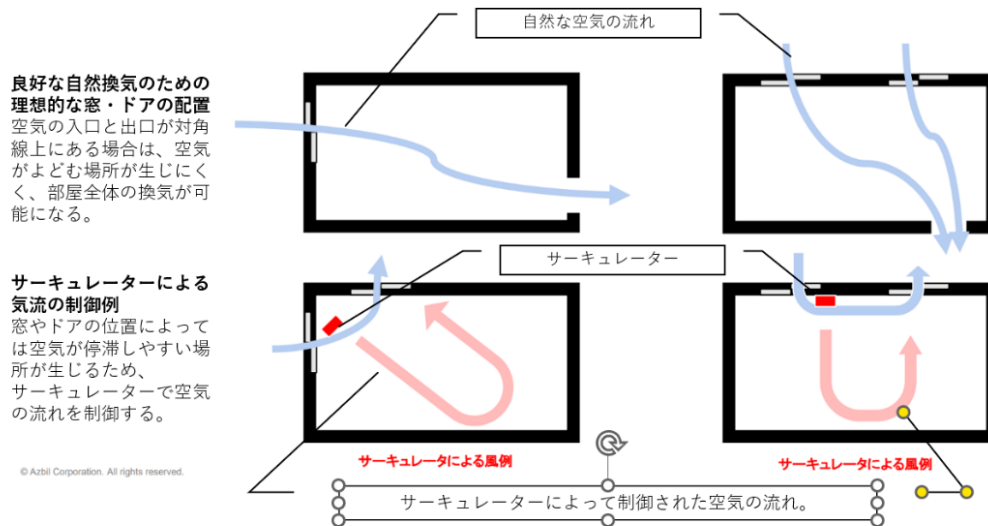 自然な空気の流れ
良好な自然換気のための
理想的な窓・ドアの配置
空気の入口と出口が対角
線上にある場合は、空気
がよどむ場所が生じにく
く、部屋全体の換気が可
能になる。
サーキュレーター
サーキュレーターによる
気流の制御例
窓やドアの位置によって
は空気が停滞しやすい場
所が生じるため、
サーキュレーターで空気
の流れを制御する。
サーキュレータによる風例
サーキュレータによる風例
© Azbil Corporation. All rights reserved.
サーキュレーターによって制御された空気の流れ。